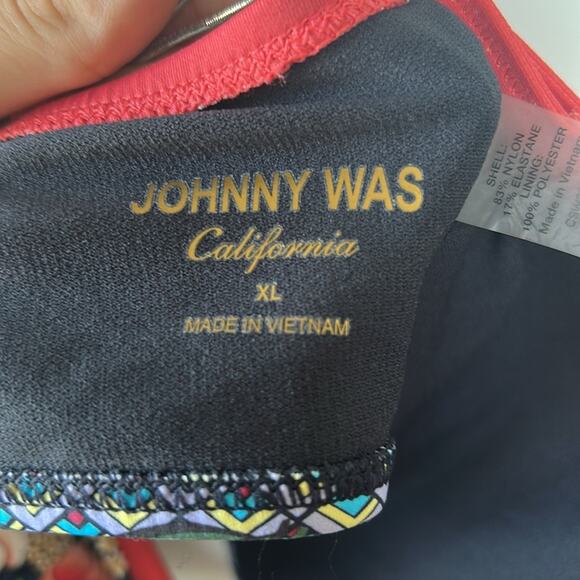 JOHNNY WAS
California
XL
MADE IN VIETNAM
SHELL:
83% NYLON
17% ELASTANE
LINING:
100% POLYESTER
Made in Vietnam